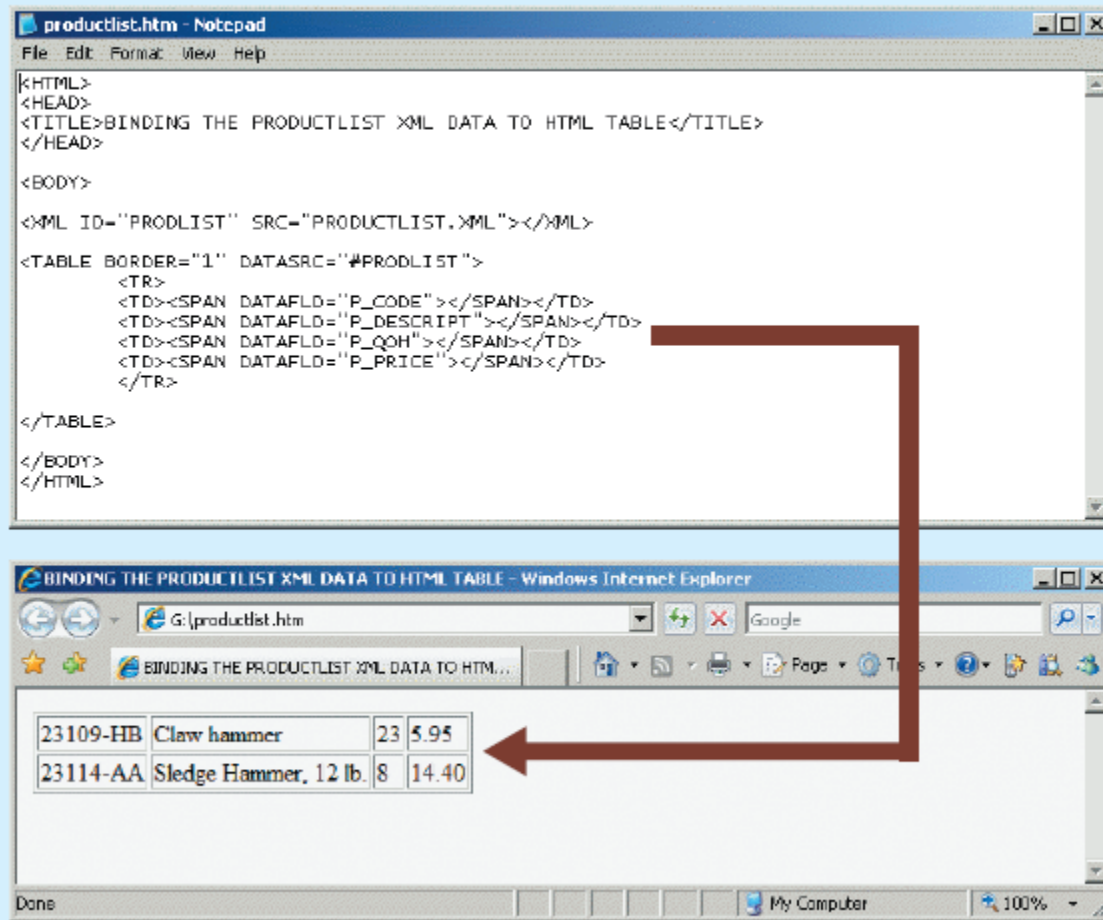 productlist.htm - Notepad
File Edit Format View Help
<HTML>
<HEAD>
<TITLE>BINDING THE PRODUCTLIST XML DATA TO HTML TABLE</TITLE>
</HEAD>
<BODY>
<XML ID="PRODLIST" SRC="PRODUCTLIST.XML"></XML>
<TABLE BORDER="1" DATASRC="#PRODLIST">
<TR>
<TD><SPAN DATAFLD="P_CODE"></SPAN></TD>
<TD><SPAN DATAFLD="P_DESCRIPT"></SPAN></TD>
<TD><SPAN DATAFLD="P_QOH"></SPAN></TD>
<TD><SPAN DATAFLD="P_PRICE"></SPAN></TD>
</TR>
</TABLE>
</BODY>
</HTML>
BINDING THE PRODUCTLIST XML DATA TO HTML TABLE - Windows Internet Explorer
G:\productlist.htm Google
BINDING THE PRODUCTLIST XML DATA TO HTM... Page
23109-HB Claw hammer 23 5.95
23114-AA Sledge Hammer, 12 lb. 8 14.40
Done My Computer 100%